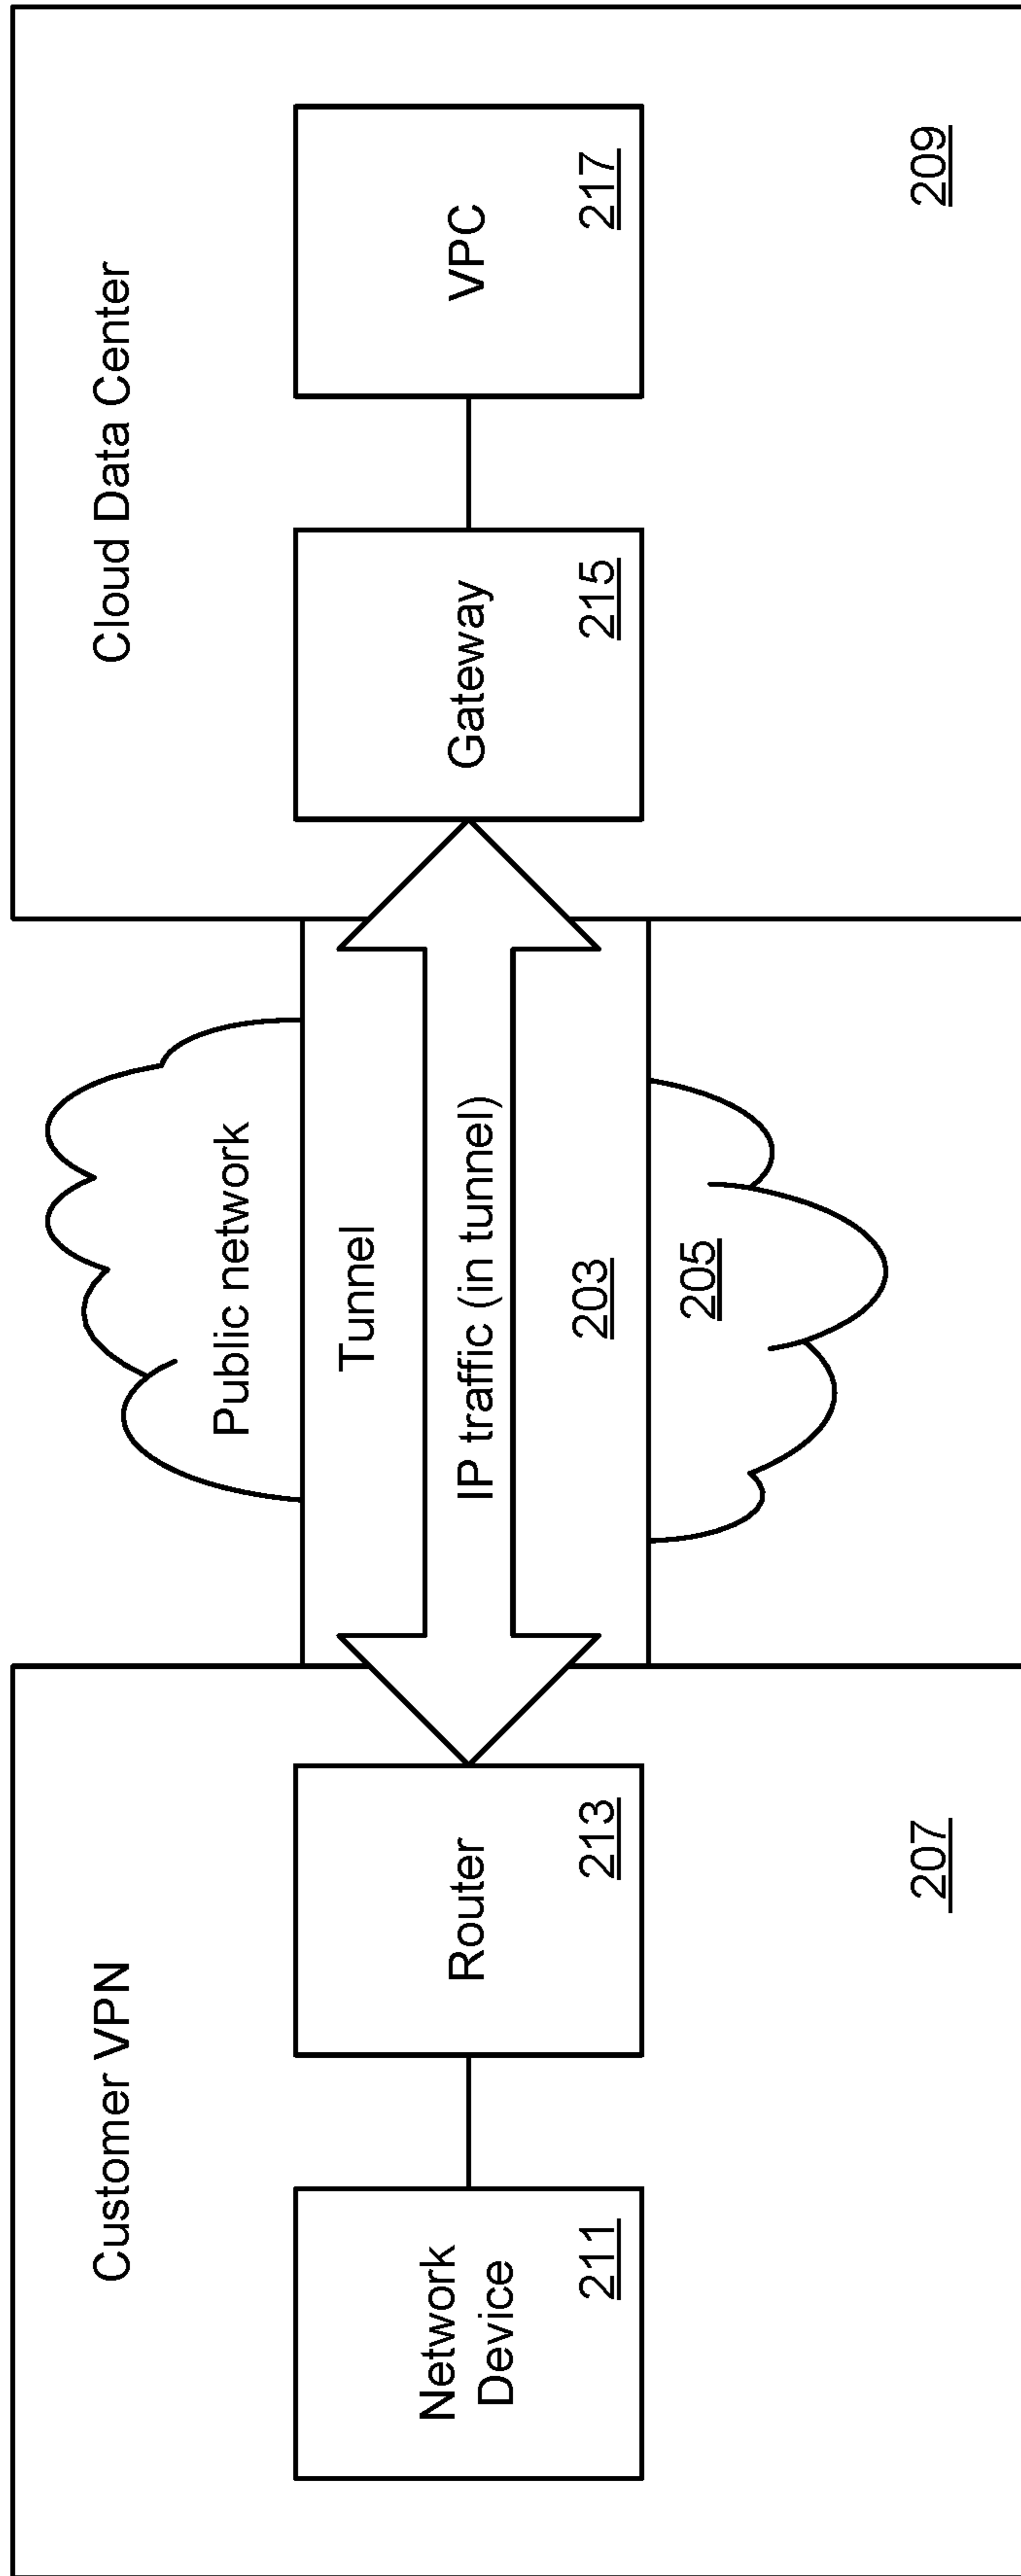 Customer VPN
Network
Device
211
Router
213
207
Public network
Tunnel
IP traffic (in tunnel)
203
205
Cloud Data Center
Gateway
215
VPC
217
209